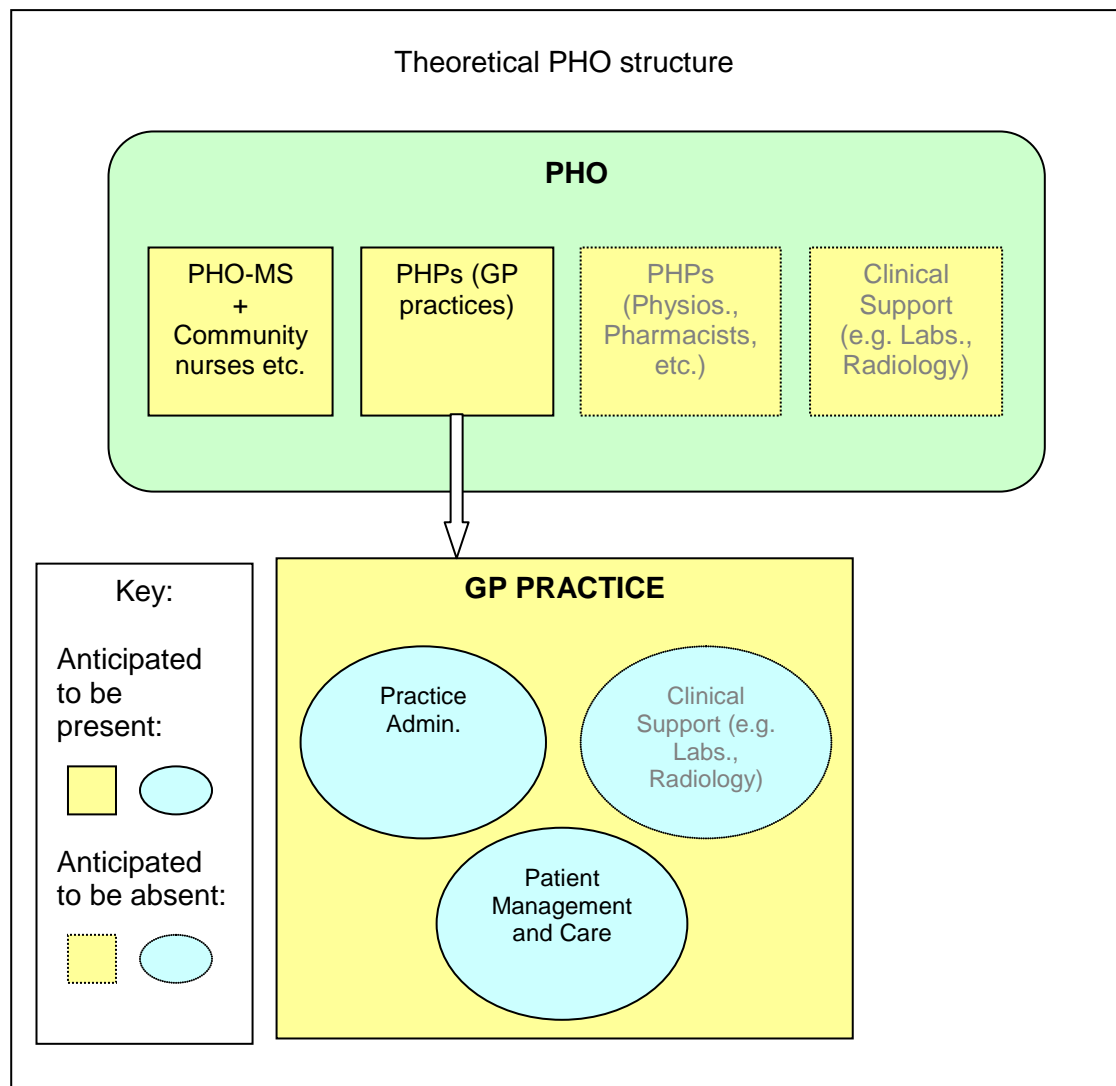 Theoretical PHO structure
PHO
PHO-MS
+
Community
nurses etc.
PHPs (GP
practices)
PHPs
(Physios.,
Pharmacists,
etc.)
Clinical
Support
(e.g. Labs.,
Radiology)
Key:
Anticipated
to be
present:
Anticipated
to be absent:
GP PRACTICE
Practice
Admin.
Clinical
Support (e.g.
Labs.,
Radiology)
Patient
Management
and Care